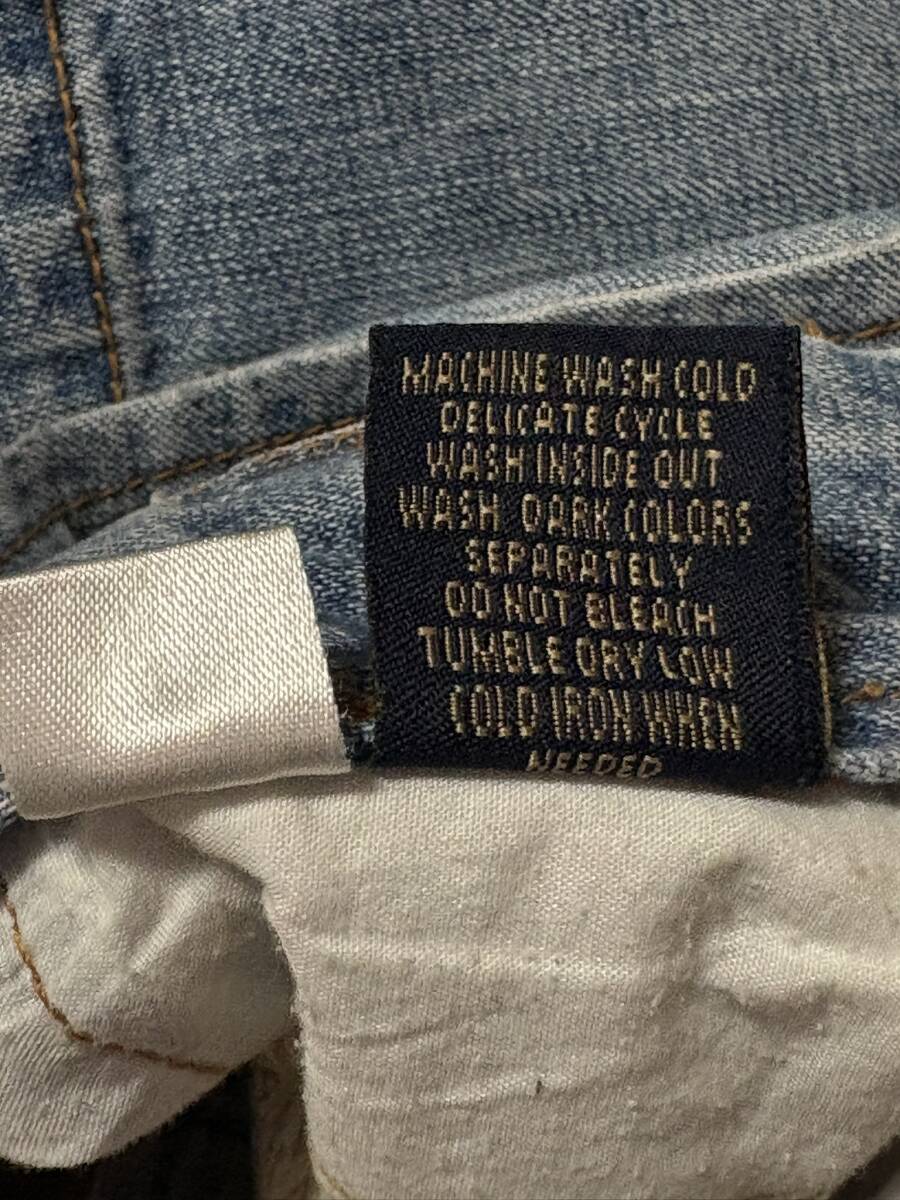 MACHINE WASH COLD
DELICATE CYCLE
WASH INSIDE OUT
WASH DARK COLORS
SEPARATELY
DO NOT BLEACH
TUMBLE DRY LOW
COLD IRON WHEN
NEEDED